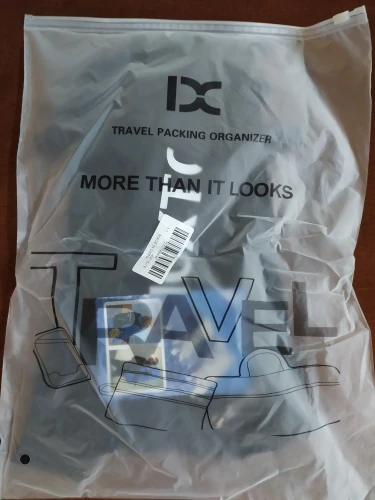 IX
TRAVEL PACKING ORGANIZER
MORE THAN IT LOOKS
TRAVEL